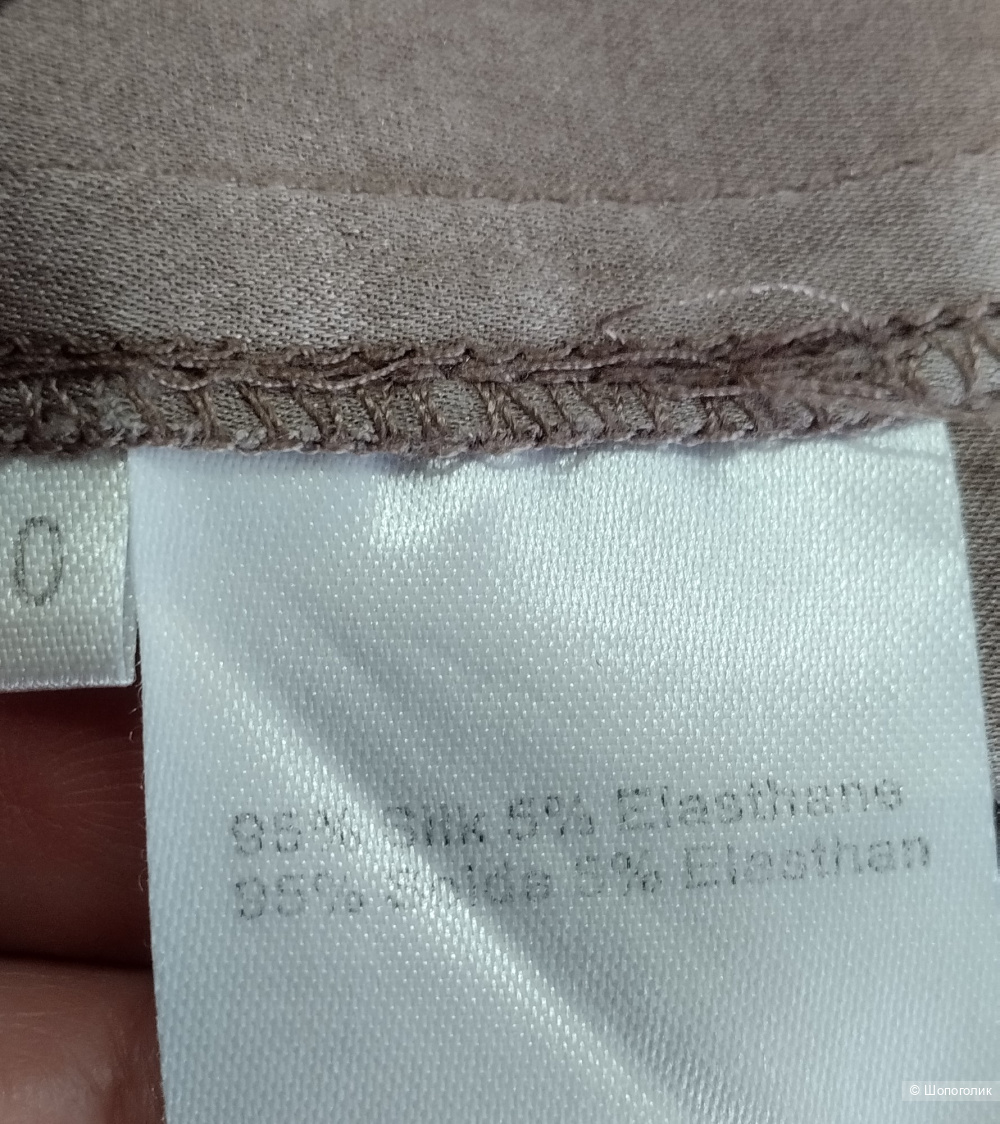 0
95% Silk 5% Elasthane
95% Seide 5% Elasthan
© Шопоголик